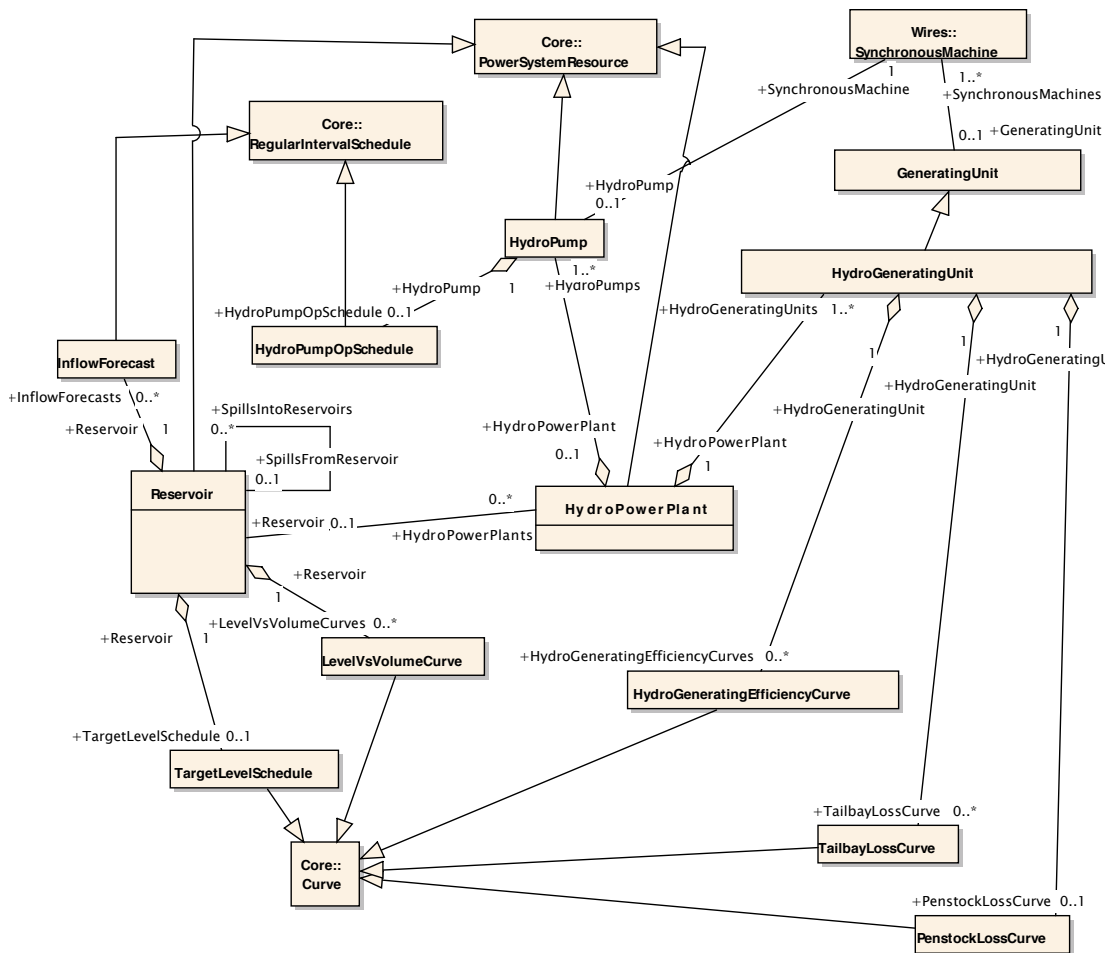 Core::
PowerSystemResource
Wires::
SynchronousMachine
1
1..*
+SynchronousMachine
+SynchronousMachines
Core::
RegularIntervalSchedule
0..1 +GeneratingUnit
GeneratingUnit
+HydroPump
0..1
HydroPump
HydroGeneratingUnit
1..*
+HydroPump
1
+HydroPumps
+HydroPumpOpSchedule 0..1
+HydroGeneratingUnits 1..*
1
1
1
HydroPumpOpSchedule
InflowForecast
+HydroGeneratingU
+HydroGeneratingUnit
+InflowForecasts 0..*
+SpillsIntoReservoirs
+HydroGeneratingUnit
+Reservoir 1
0..*
+HydroPowerPlant
+HydroPowerPlant
0..1
1
+SpillsFromReservoir
0..1
Reservoir
0..*
HydroPowerPlant
+Reservoir 0..1
+HydroPowerPlants
+Reservoir
1
+LevelVsVolumeCurves 0..*
+Reservoir 1
LevelVsVolumeCurve
+HydroGeneratingEfficiencyCurves 0..*
HydroGeneratingEfficiencyCurve
+TargetLevelSchedule 0..1
TargetLevelSchedule
+TailbayLossCurve 0..*
TailbayLossCurve
Core::
Curve
+PenstockLossCurve 0..1
PenstockLossCurve